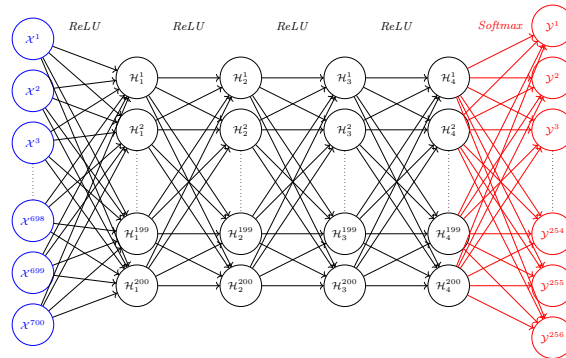 ReLU ReLU ReLU ReLU Softmax
𝒳¹ 𝒴¹
ℋ₁¹ ℋ₂¹ ℋ₃¹ ℋ₄¹
𝒳² 𝒴²
ℋ₁² ℋ₂² ℋ₃² ℋ₄²
𝒳³ 𝒴³
𝒳⁶⁹⁸
ℋ₁¹⁹⁹ ℋ₂¹⁹⁹ ℋ₃¹⁹⁹ ℋ₄¹⁹⁹ 𝒴²⁵⁴
𝒳⁶⁹⁹
ℋ₁²⁰⁰ ℋ₂²⁰⁰ ℋ₃²⁰⁰ ℋ₄²⁰⁰ 𝒴²⁵⁵
𝒳⁷⁰⁰ 𝒴²⁵⁶